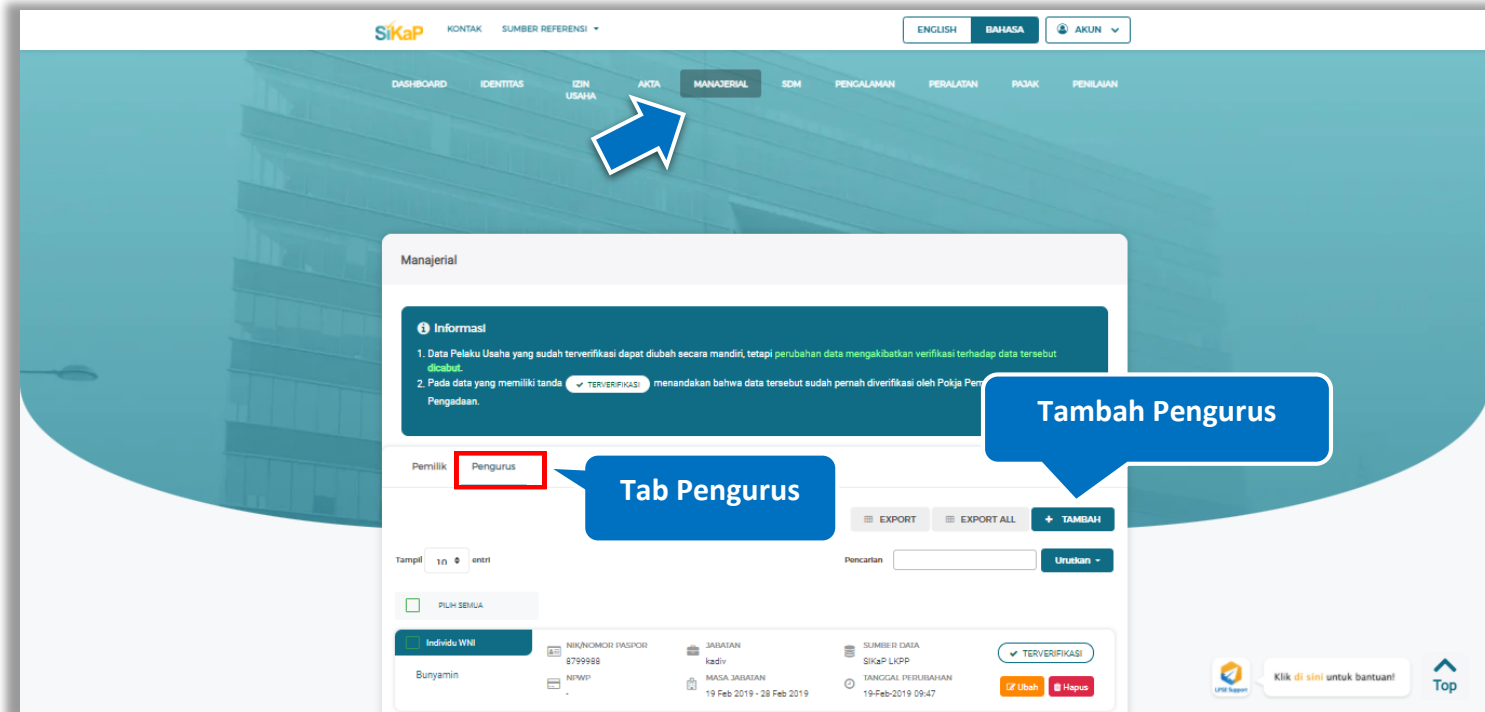 SiKaP KONTAK SUMBER REFERENSI ENGLISH BAHASA AKUN
DASHBOARD IDENTITAS IZIN USAHA AKTA MANAJERIAL SDM PENGALAMAN PERALATAN PAJAK PENILAIAN
Manajerial
Informasi
1. Data Pelaku Usaha yang sudah terverifikasi dapat diubah secara mandiri, tetapi perubahan data mengakibatkan verifikasi terhadap data tersebut
dicabut.
2. Pada data yang memiliki tanda TERVERIFIKASI menandakan bahwa data tersebut sudah pernah diverifikasi oleh Pokja
Pengadaan.
Tambah Pengurus
Pemilik Pengurus
Tab Pengurus
EXPORT EXPORT ALL + TAMBAH
Tampil 10 entri Pencarian Urutkan
PILIH SEMUA
Individu WNI NIK/NOMOR PASPOR JABATAN SUMBER DATA TERVERIFIKASI
8799988 kadiv SIKaP LKPP
Bunyamin NPWP MASA JABATAN TANGGAL PERUBAHAN Ubah Hapus
- 19 Feb 2019 - 28 Feb 2019 19-Feb-2019 09:47
LPSE Support Klik di sini untuk bantuan! Top